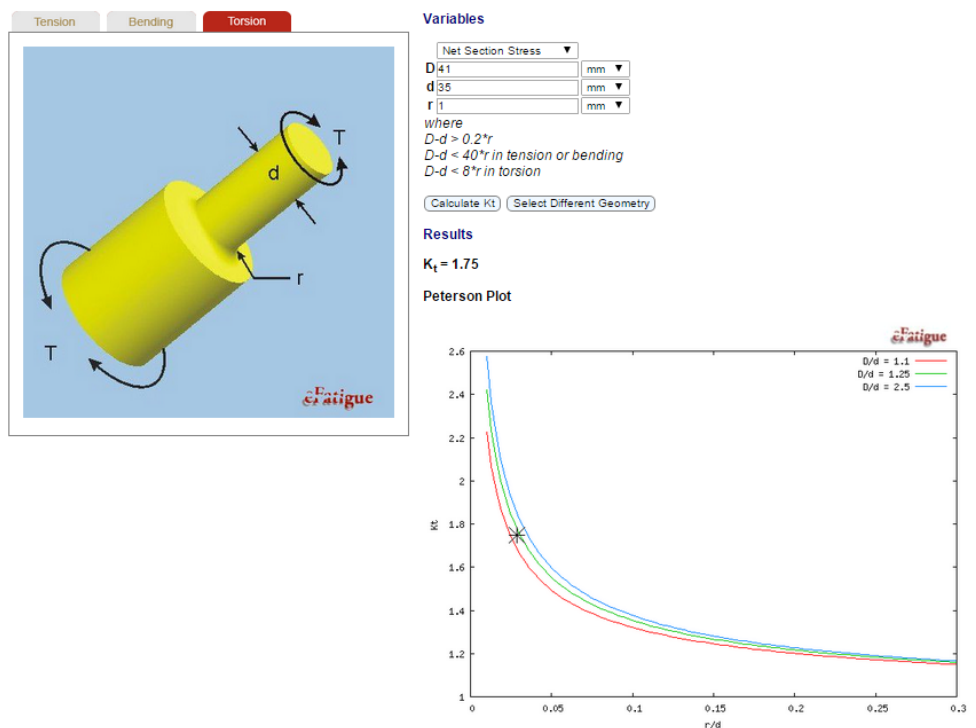 Tension Bending Torsion
T
d
r
T
eFatigue
Variables
Net Section Stress
D 41 mm
d 35 mm
r 1 mm
where
D-d > 0.2*r
D-d < 40*r in tension or bending
D-d < 8*r in torsion
Calculate Kt Select Different Geometry
Results
Kt = 1.75
Peterson Plot
eFatigue
D/d = 1.1
D/d = 1.25
D/d = 2.5
2.6
2.4
2.2
2
1.8
1.6
1.4
1.2
1
Kt
0 0.05 0.1 0.15 0.2 0.25 0.3
r/d